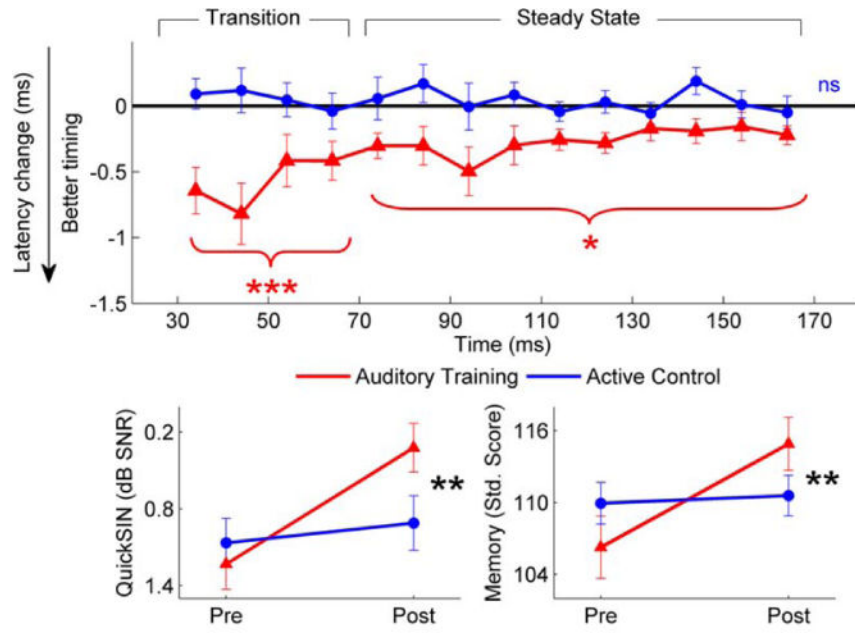 Transition
Steady State
Latency change (ms)
Better timing
0
-0.5
-1
-1.5
ns
***
*
30
50
70
90
110
130
150
170
Time (ms)
Auditory Training
Active Control
QuickSIN (dB SNR)
0.2
0.8
1.4
**
Pre
Post
Memory (Std. Score)
116
110
104
**
Pre
Post